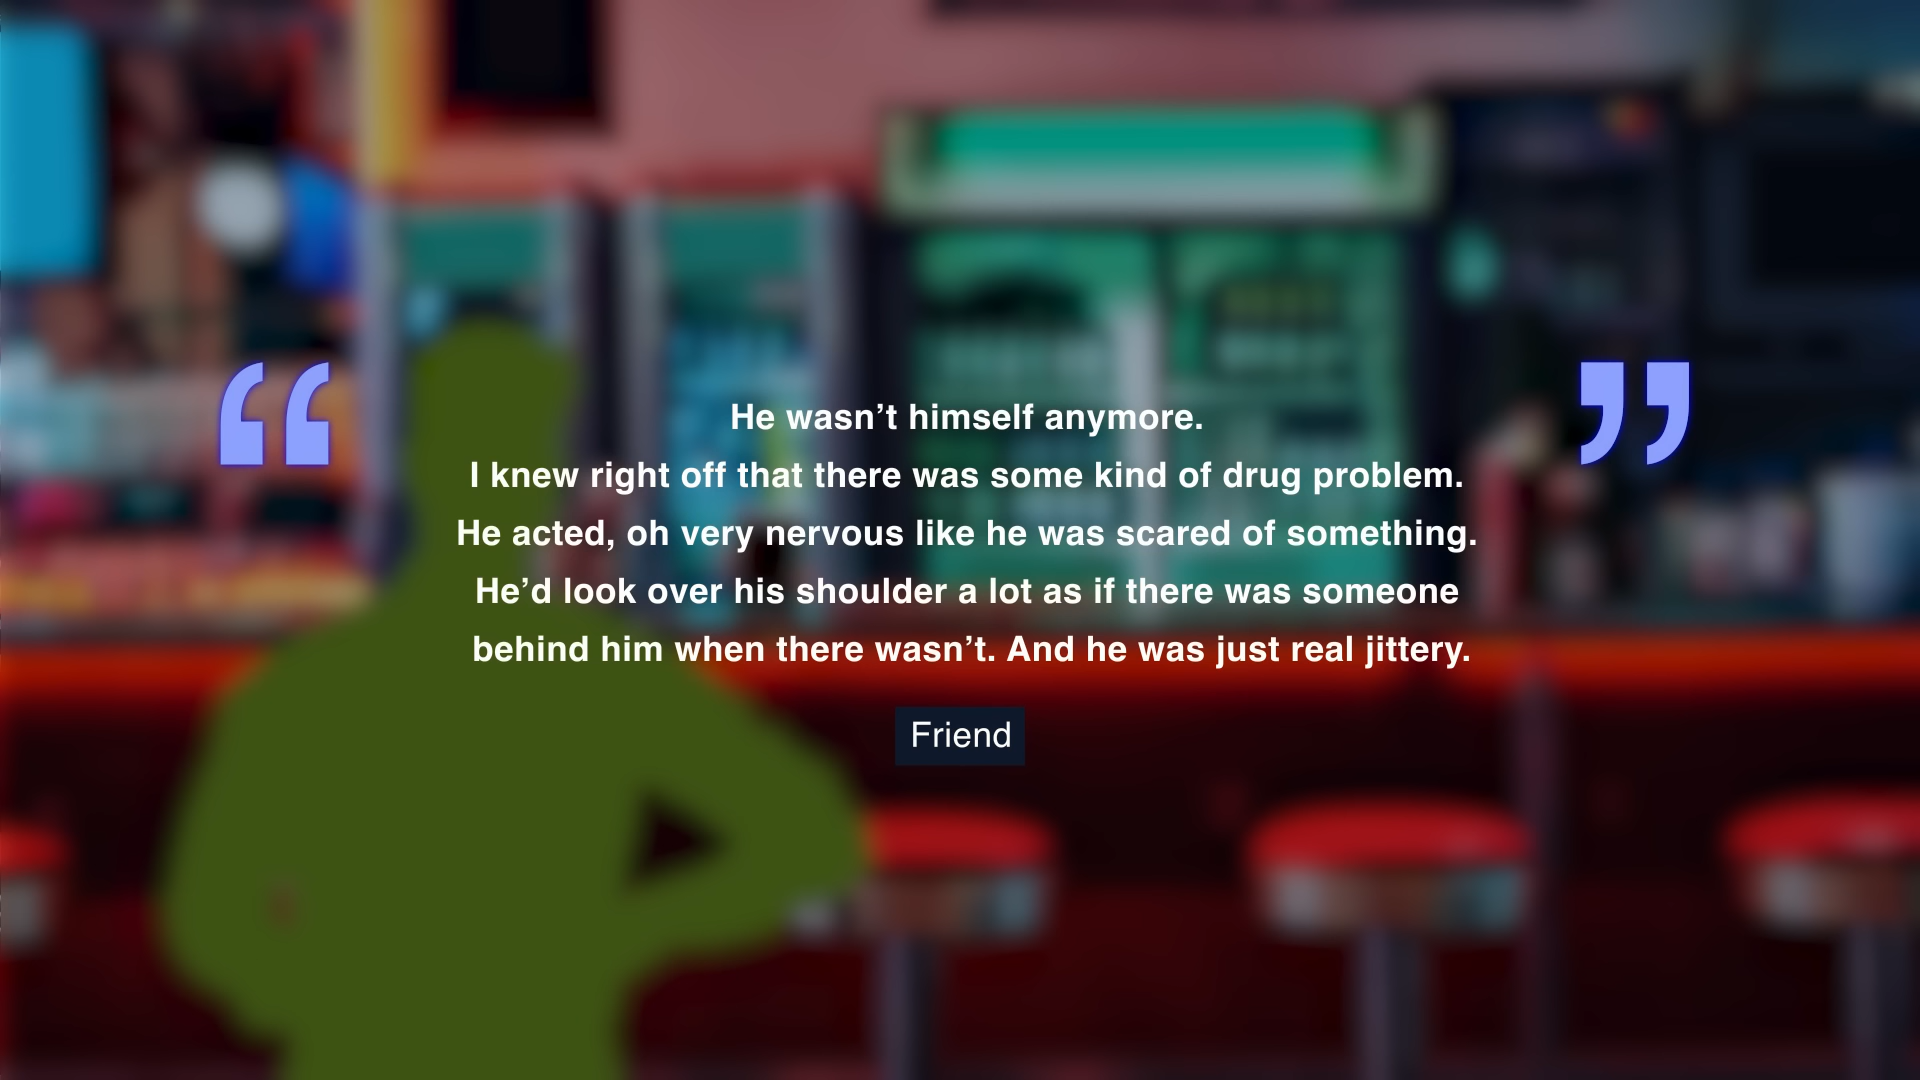 “ ”
He wasn’t himself anymore.
I knew right off that there was some kind of drug problem.
He acted, oh very nervous like he was scared of something.
He’d look over his shoulder a lot as if there was someone
behind him when there wasn’t. And he was just real jittery.
Friend